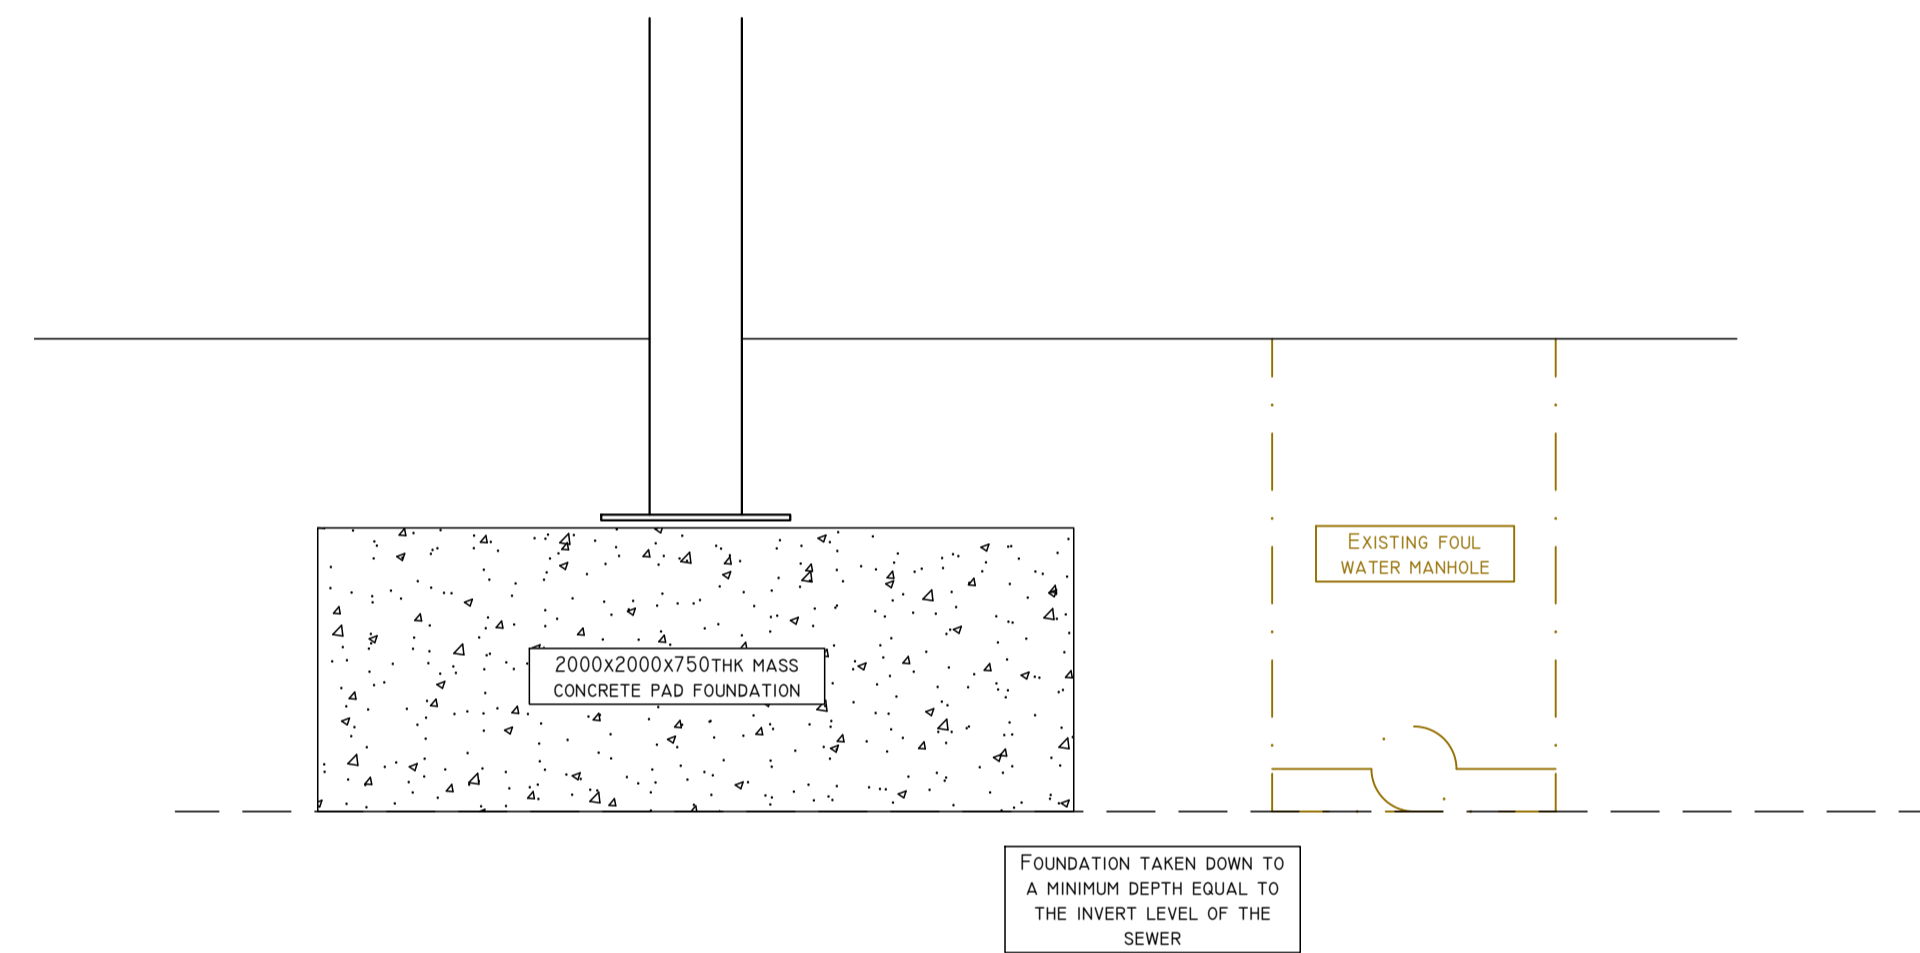 EXISTING FOUL
WATER MANHOLE
2000X2000X750THK MASS
CONCRETE PAD FOUNDATION
FOUNDATION TAKEN DOWN TO
A MINIMUM DEPTH EQUAL TO
THE INVERT LEVEL OF THE
SEWER